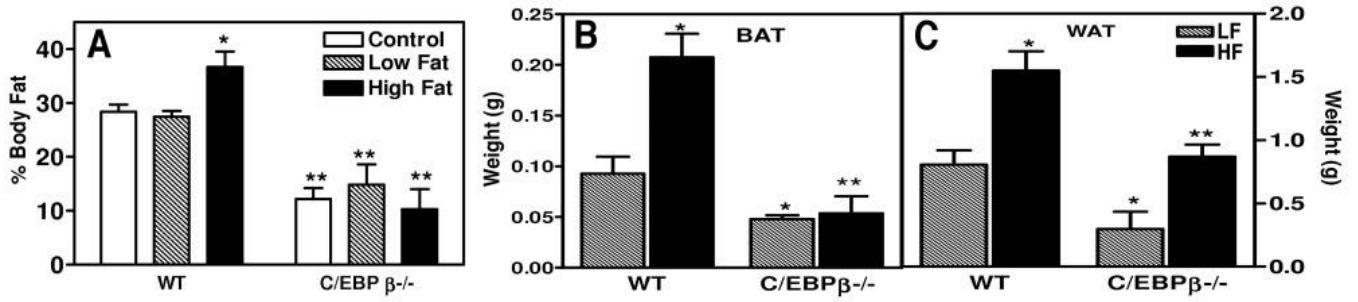 A
% Body Fat
40
30
20
10
0
*
**
**
**
Control
Low Fat
High Fat
WT
C/EBP β-/-
B
BAT
Weight (g)
0.25
0.20
0.15
0.10
0.05
0.00
*
*
**
WT
C/EBPβ-/-
C
WAT
LF
HF
*
*
**
2.0
1.5
1.0
0.5
0.0
Weight (g)
WT
C/EBPβ-/-